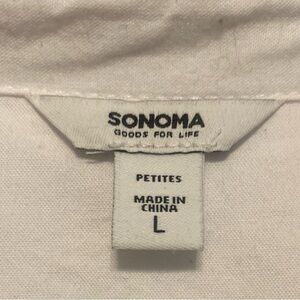 SONOMA
GOODS FOR LIFE
PETITES
MADE IN
CHINA
L